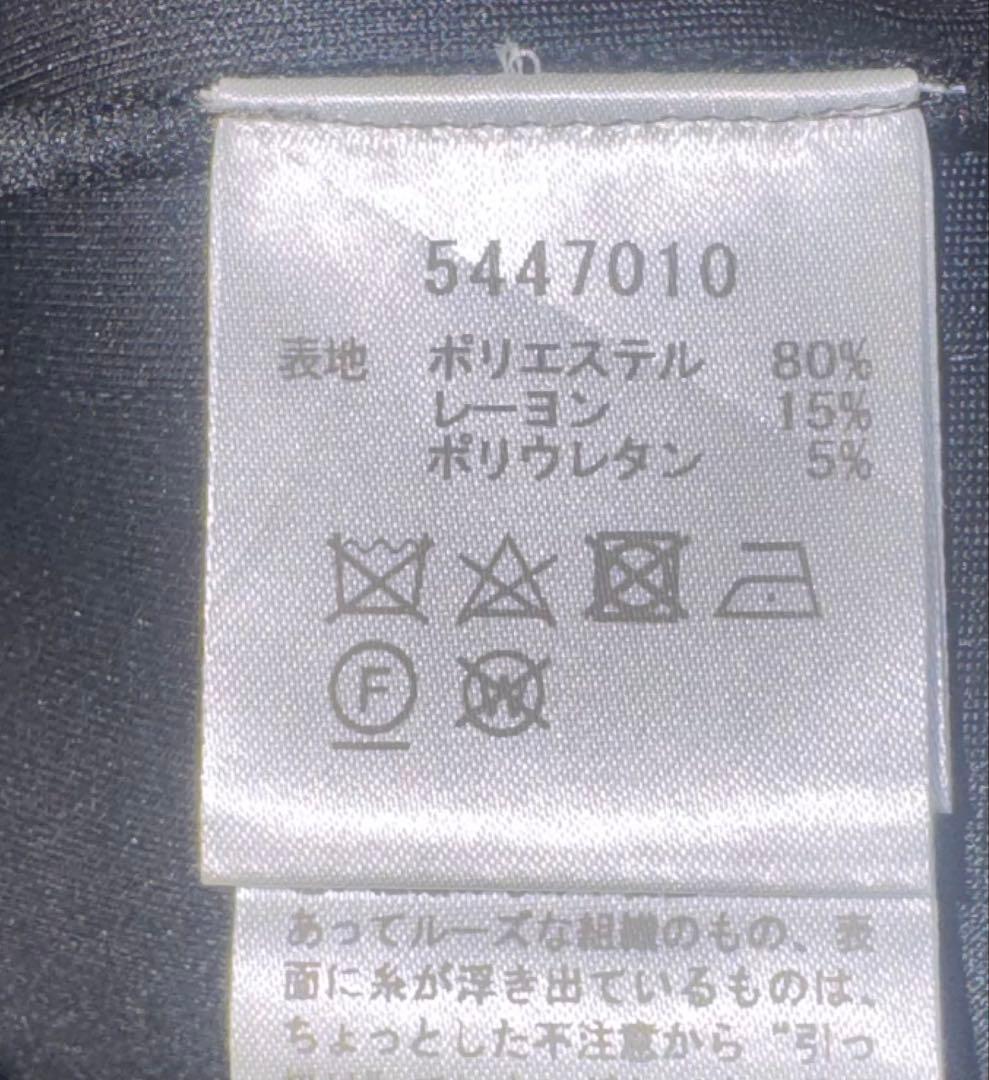 5447010
表地 ポリエステル 80%
レーヨン 15%
ポリウレタン 5%
F
W
あってルーズな組織のもの、表
面に糸が浮き出ているものは、
ちょっとした不注意から“引っ